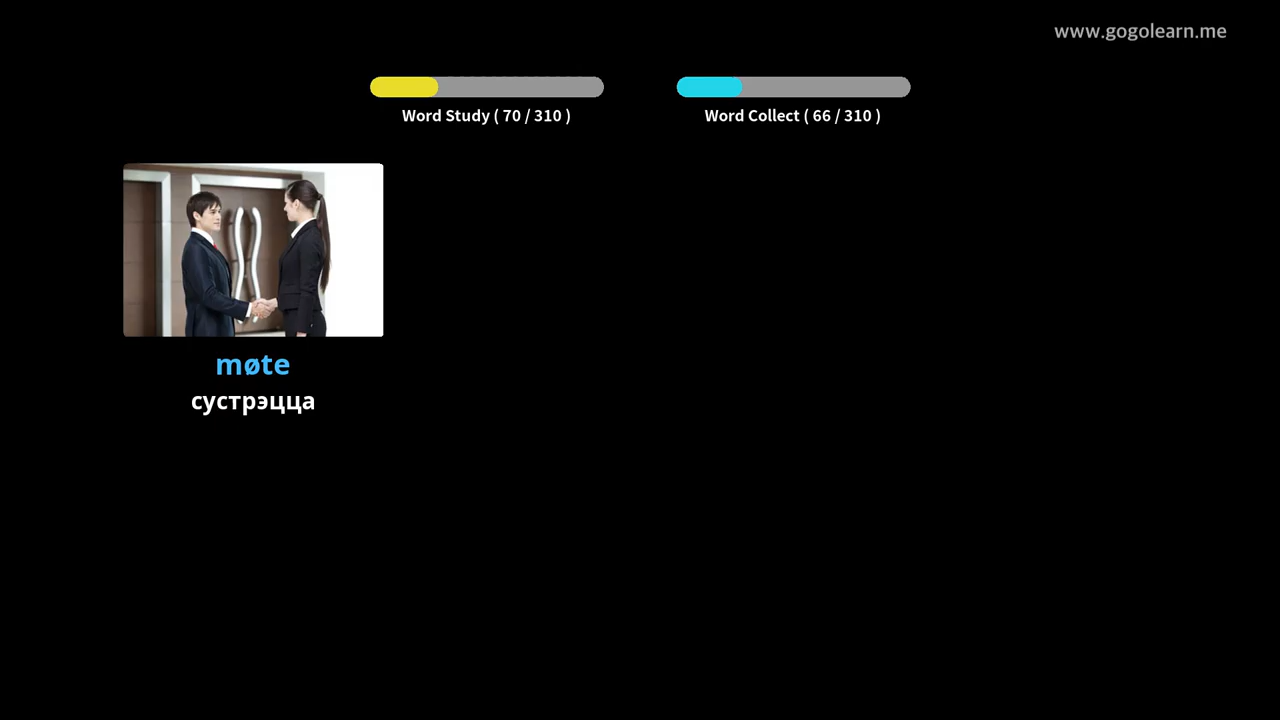 www.gogolearn.me
Word Study ( 70 / 310 )
Word Collect ( 66 / 310 )
møte
сустрэцца